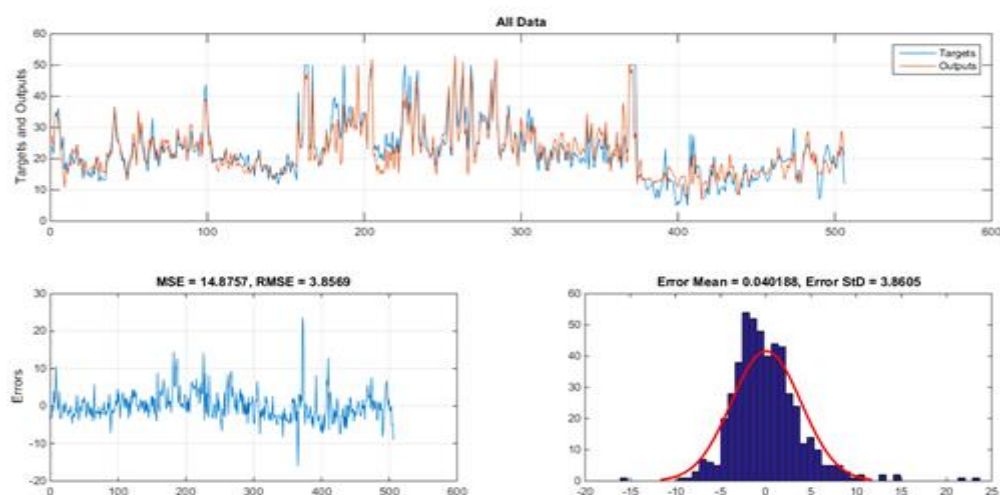 All Data
Targets and Outputs
60
50
40
30
20
10
0
0 100 200 300 400 500 600
Targets
Outputs
MSE = 14.8757, RMSE = 3.8569
Errors
30
20
10
0
-10
-20
0 100 200 300 400 500 600
Error Mean = 0.040188, Error StD = 3.8605
60
50
40
30
20
10
0
-20 -15 -10 -5 0 5 10 15 20 25